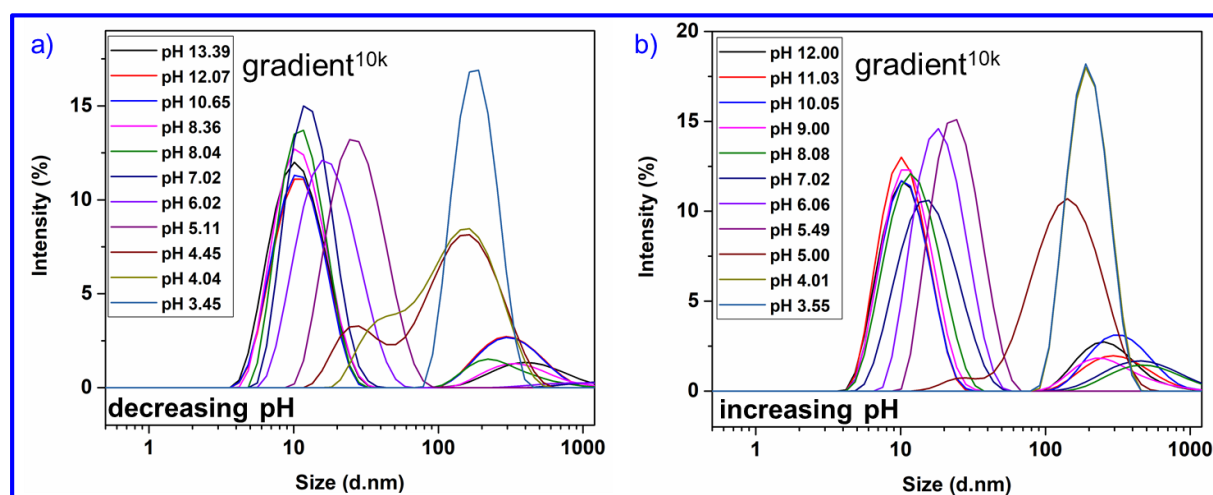 a)
gradient10k
pH 13.39
pH 12.07
pH 10.65
pH 8.36
pH 8.04
pH 7.02
pH 6.02
pH 5.11
pH 4.45
pH 4.04
pH 3.45
Intensity (%)
15
10
5
0
decreasing pH
1
10
100
1000
Size (d.nm)
b)
gradient10k
pH 12.00
pH 11.03
pH 10.05
pH 9.00
pH 8.08
pH 7.02
pH 6.06
pH 5.49
pH 5.00
pH 4.01
pH 3.55
Intensity (%)
20
15
10
5
0
increasing pH
1
10
100
1000
Size (d.nm)